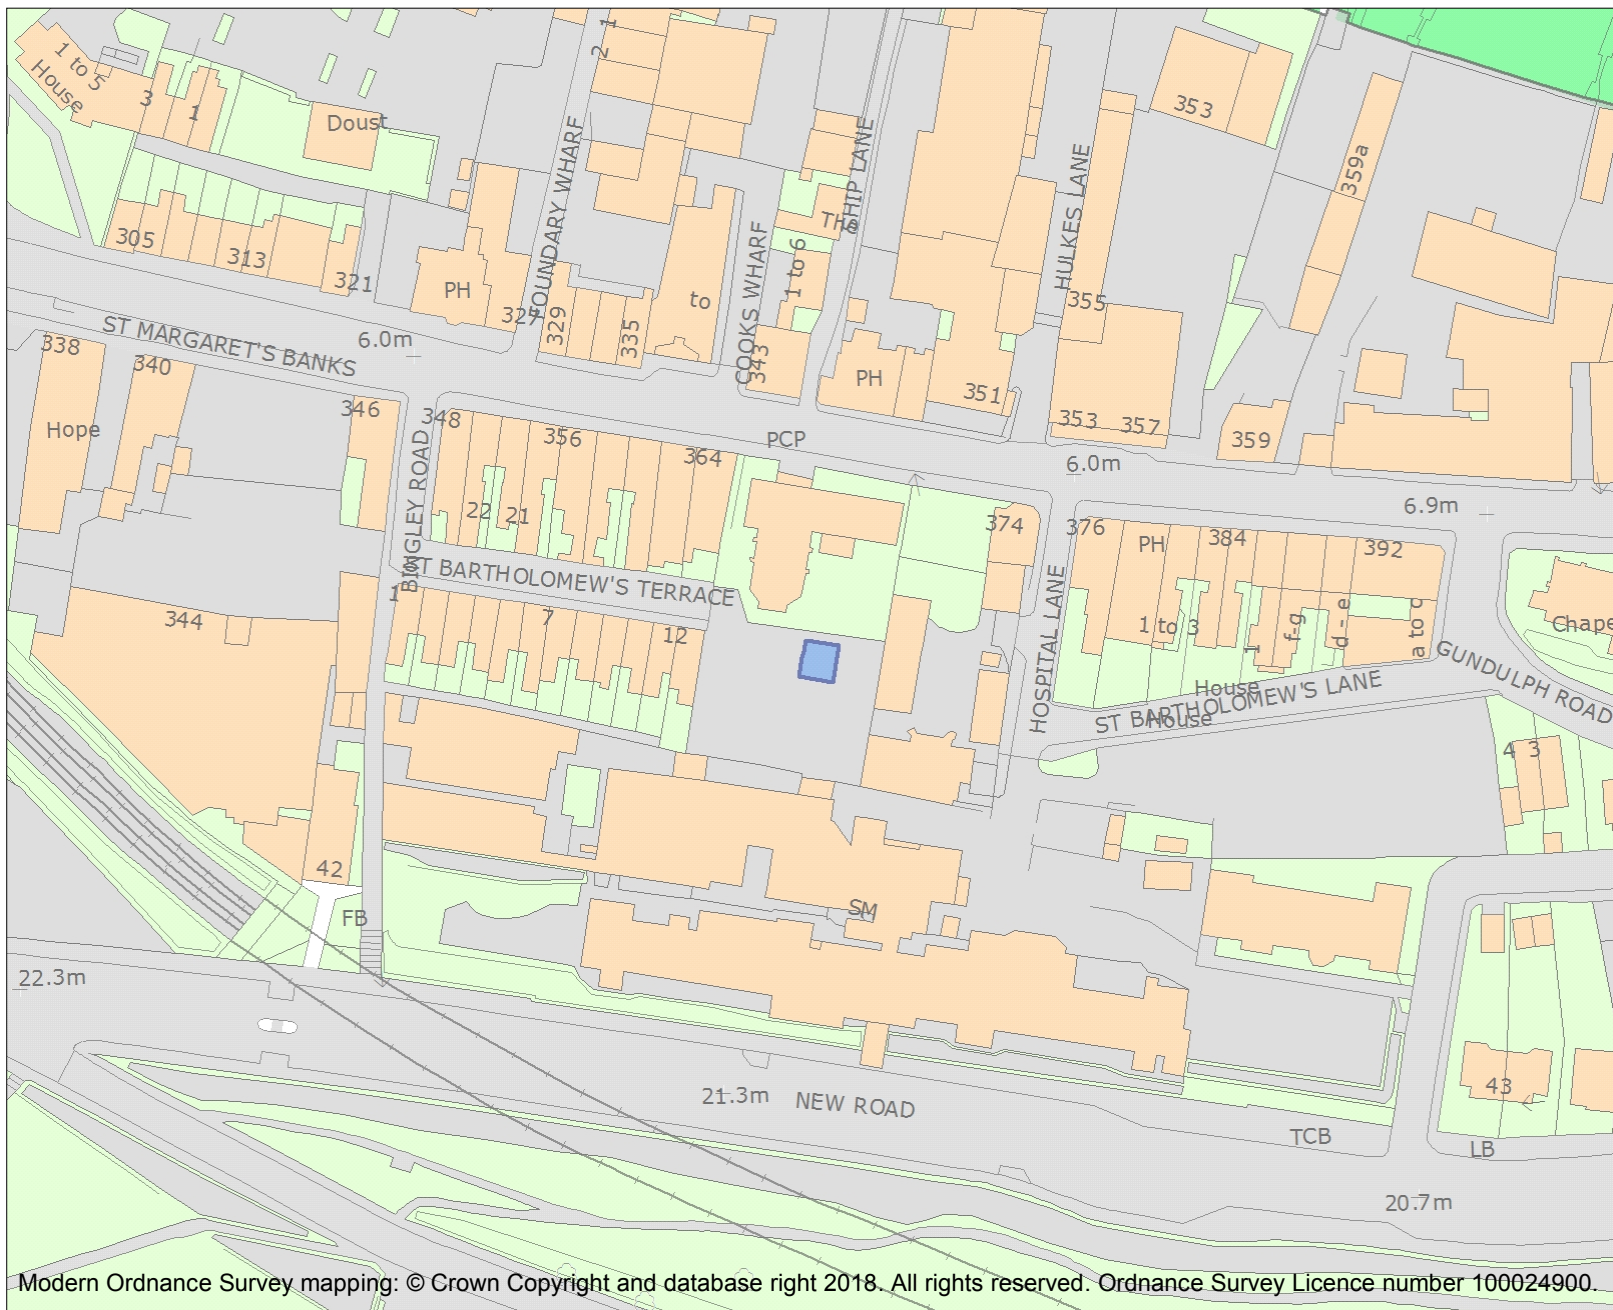 1 to 5
House
3
1
Doust
2 1
FOUNDARY WHARF
SHIP LANE
The
HULKES LANE
353
359a
305
313
321
PH
327
329
335
to
COOKS WHARF
1 to 6
343
PH
351
355
353
357
359
ST MARGARET'S BANKS
6.0m
338
340
Hope
346
348
BINGLEY ROAD
356
364
PCP
6.0m
6.9m
22
21
374
376
PH
384
392
ST BARTHOLOMEW'S TERRACE
1
7
12
344
HOSPITAL LANE
1 to 3
1
f-g
d - e
a to c
Chape
GUNDULPH ROAD
House
ST BARTHOLOMEW'S LANE
House
4 3
42
FB
SM
22.3m
21.3m
NEW ROAD
43
TCB
LB
20.7m
Modern Ordnance Survey mapping: © Crown Copyright and database right 2018. All rights reserved. Ordnance Survey Licence number 100024900.